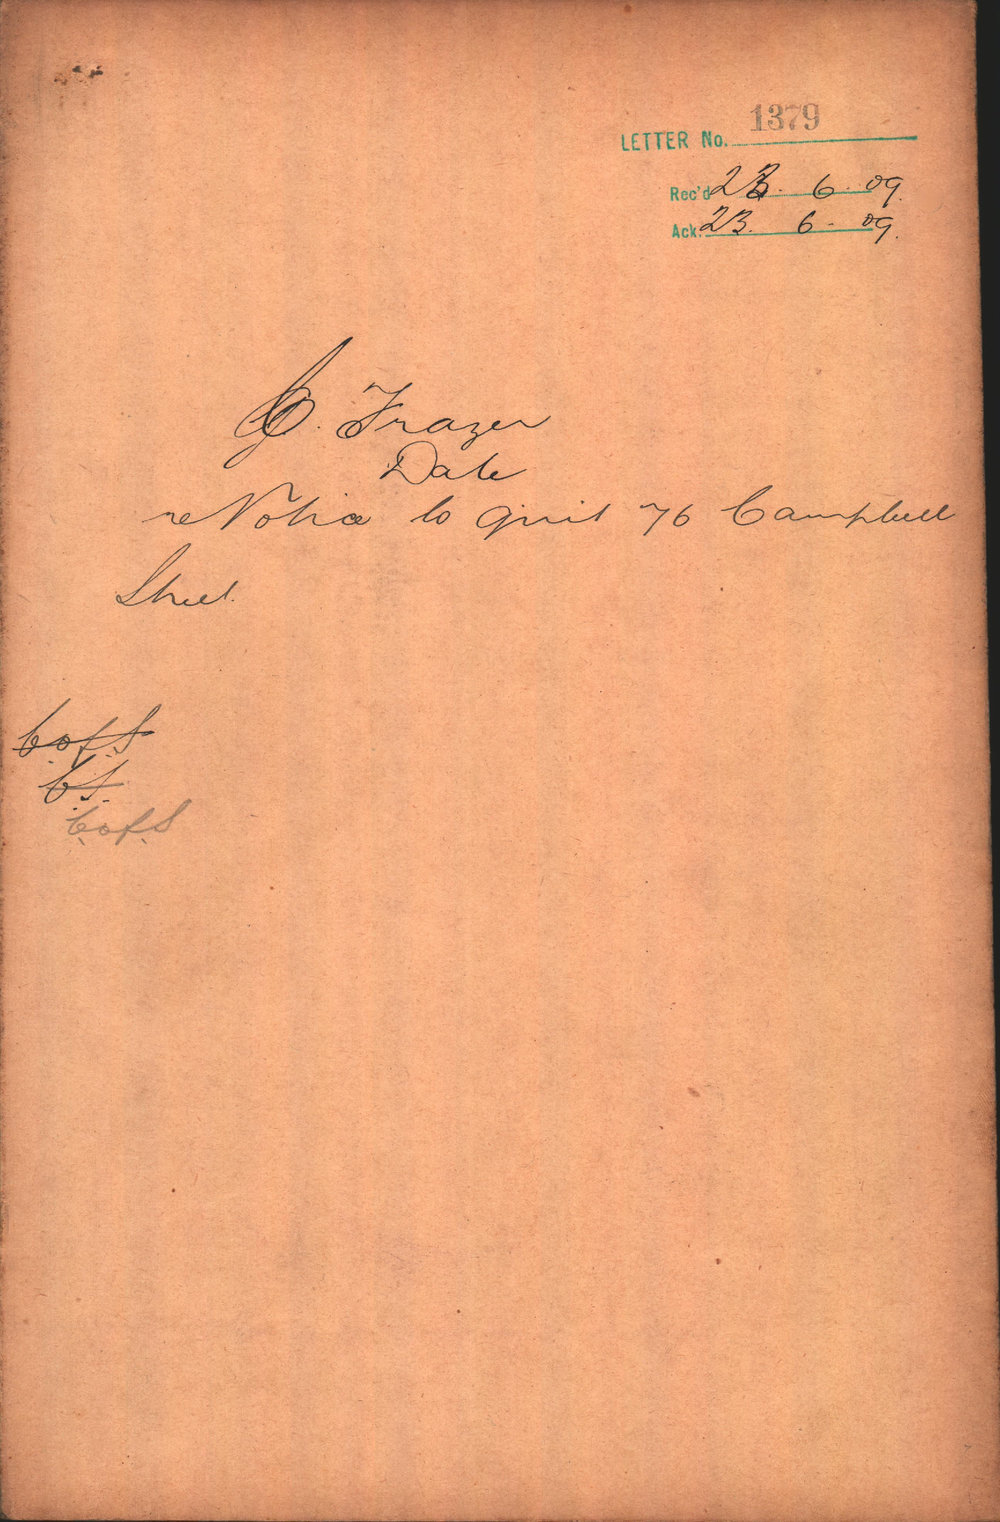 LETTER No. 1379
Rec'd 23. 6. 09.
Ack. 23. 6. 09.
C. Frazer
Date
re Notice to quit 76 Campbell
Street.
C of S
CS
C of S